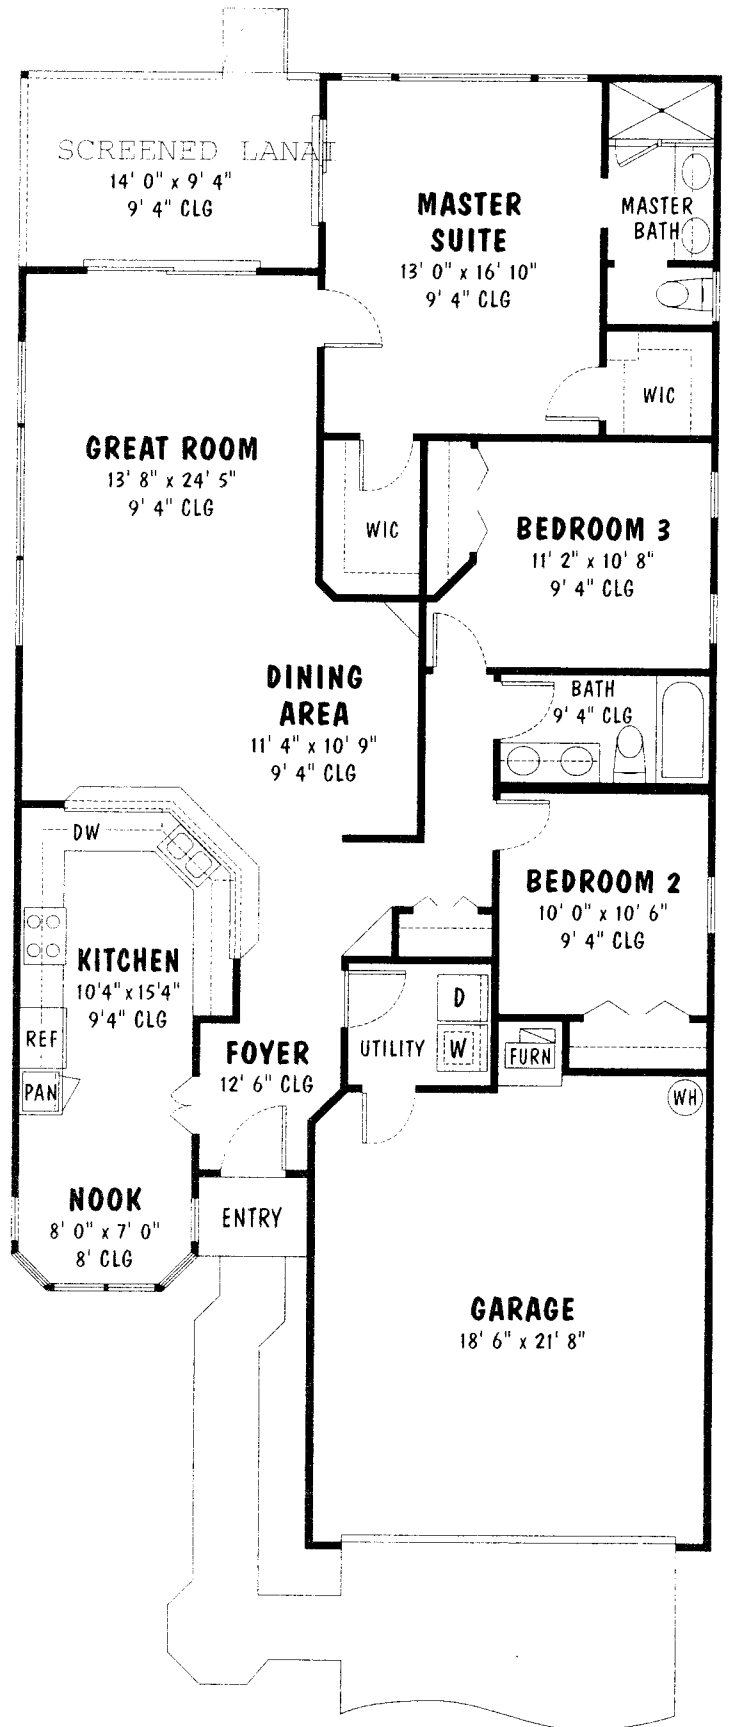 SCREENED LANAI
14' 0" x 9' 4"
9' 4" CLG
MASTER
SUITE
13' 0" x 16' 10"
9' 4" CLG
MASTER
BATH
WIC
GREAT ROOM
13' 8" x 24' 5"
9' 4" CLG
WIC
BEDROOM 3
11' 2" x 10' 8"
9' 4" CLG
DINING
AREA
11' 4" x 10' 9"
9' 4" CLG
BATH
9' 4" CLG
DW
BEDROOM 2
10' 0" x 10' 6"
9' 4" CLG
KITCHEN
10'4" x 15'4"
9'4" CLG
D
REF
FOYER
12' 6" CLG
UTILITY
W
FURN
PAN
WH
NOOK
8' 0" x 7' 0"
8' CLG
ENTRY
GARAGE
18' 6" x 21' 8"